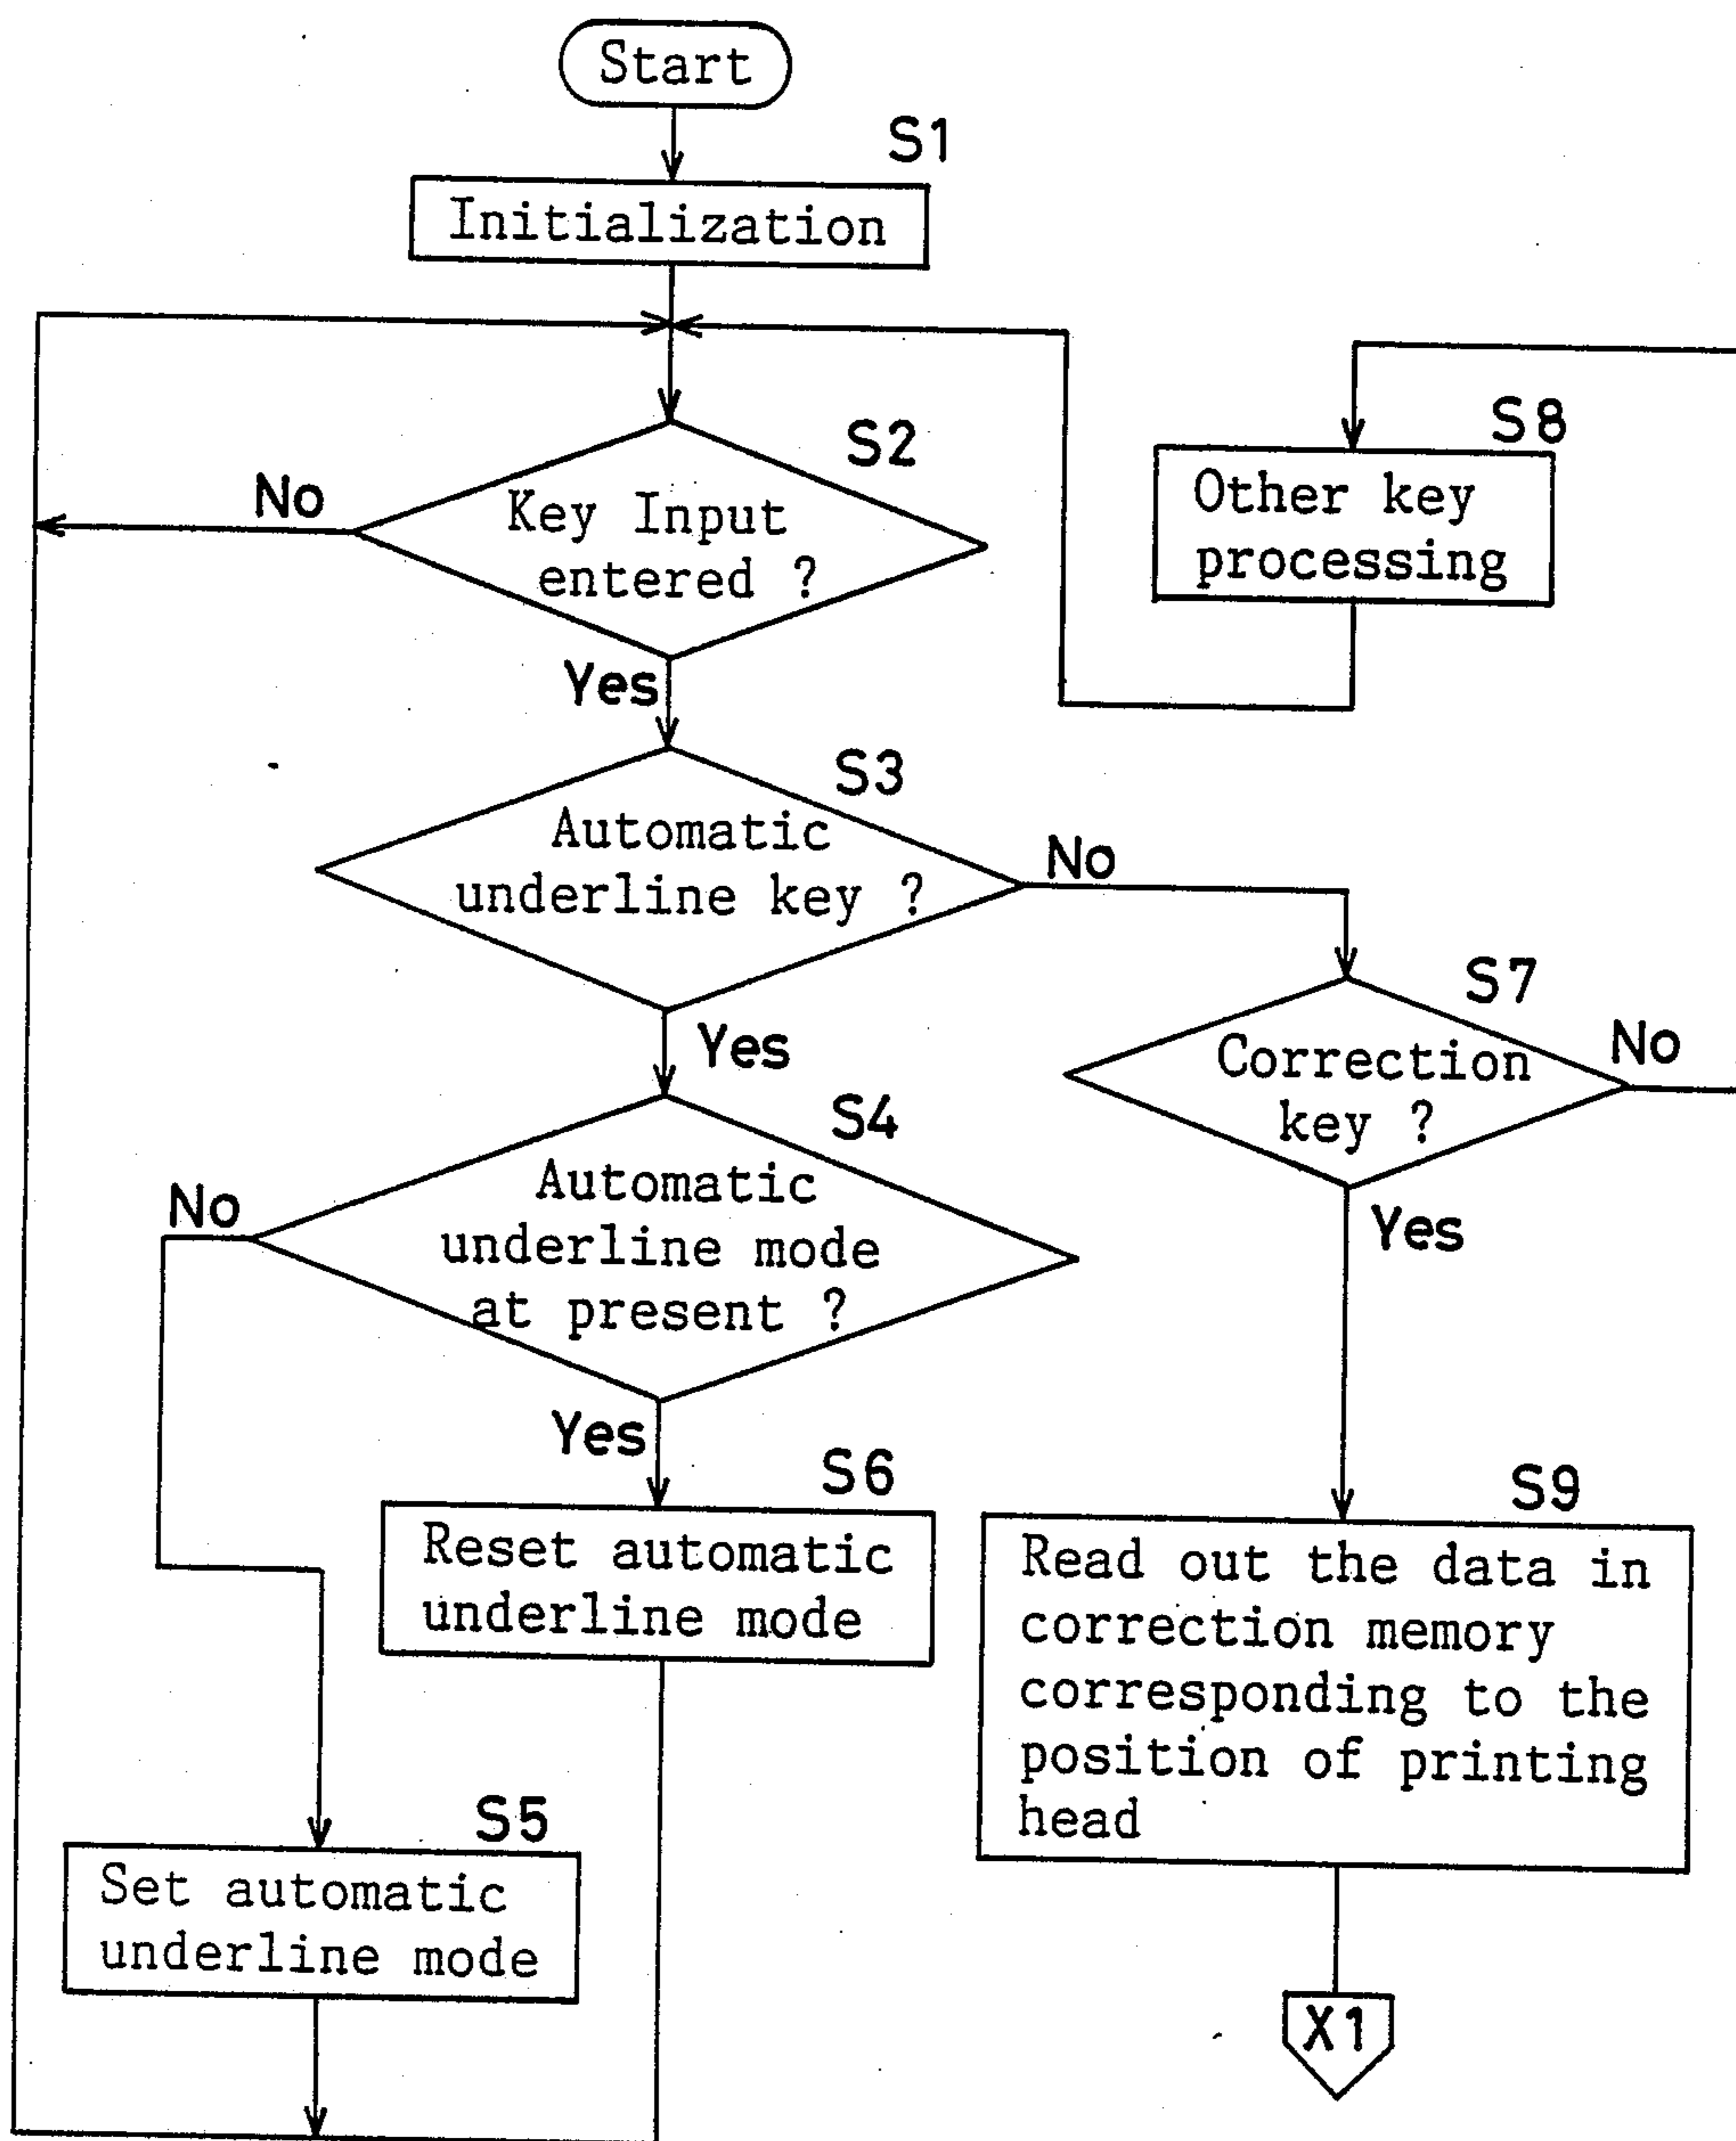 Start
S1
Initialization
S2
No
Key Input
entered ?
Yes
S8
Other key
processing
S3
Automatic
underline key ?
No
Yes
S7
Correction
key ?
No
Yes
S4
Automatic
underline mode
at present ?
No
Yes
S6
Reset automatic
underline mode
S9
Read out the data in
correction memory
corresponding to the
position of printing
head
S5
Set automatic
underline mode
X1